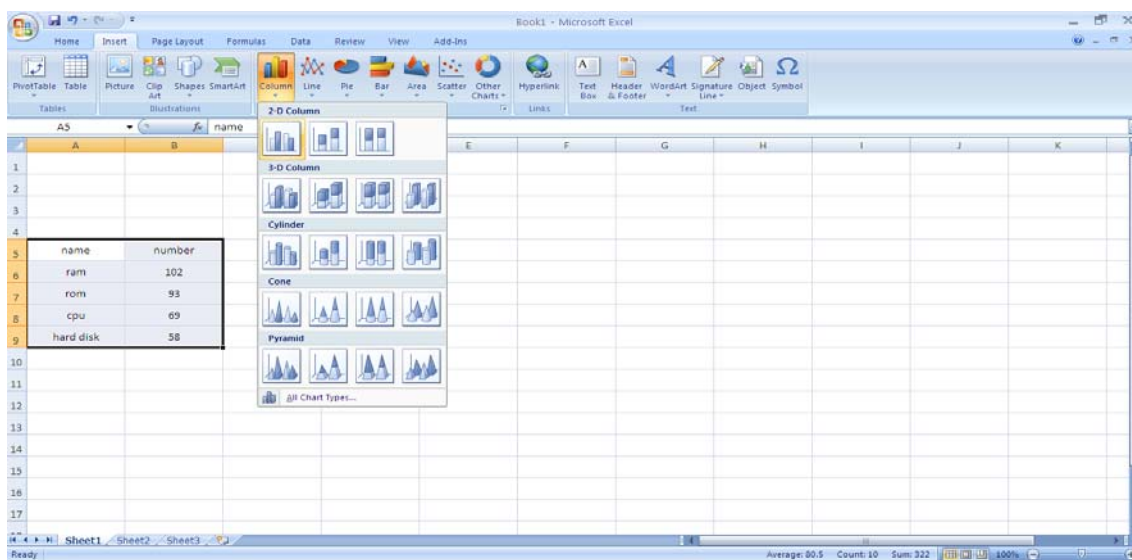 Book1 - Microsoft Excel
Home Insert Page Layout Formulas Data Review View Add-Ins
PivotTable Table Picture Clip Art Shapes SmartArt Column Line Pie Bar Area Scatter Other Charts Hyperlink Text Box Header & Footer WordArt Signature Line Object Symbol
Tables Illustrations Links Text
A5 fx name
2-D Column
3-D Column
Cylinder
Cone
Pyramid
All Chart Types...
A B E F G H I J K
1
2
3
4
5 name number
6 ram 102
7 rom 93
8 cpu 69
9 hard disk 58
10
11
12
13
14
15
16
17
Sheet1 Sheet2 Sheet3
Ready Average: 80.5 Count: 10 Sum: 322 100%